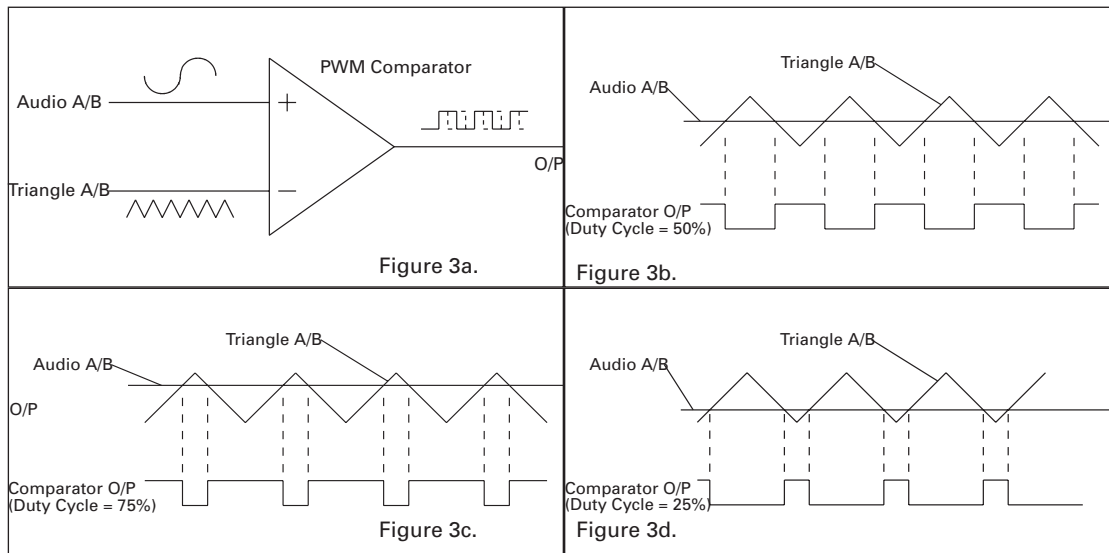 PWM Comparator
Audio A/B
+
Triangle A/B
−
O/P
Figure 3a.
Triangle A/B
Audio A/B
Comparator O/P
(Duty Cycle = 50%)
Figure 3b.
Triangle A/B
Audio A/B
O/P
Comparator O/P
(Duty Cycle = 75%)
Figure 3c.
Triangle A/B
Audio A/B
Comparator O/P
(Duty Cycle = 25%)
Figure 3d.